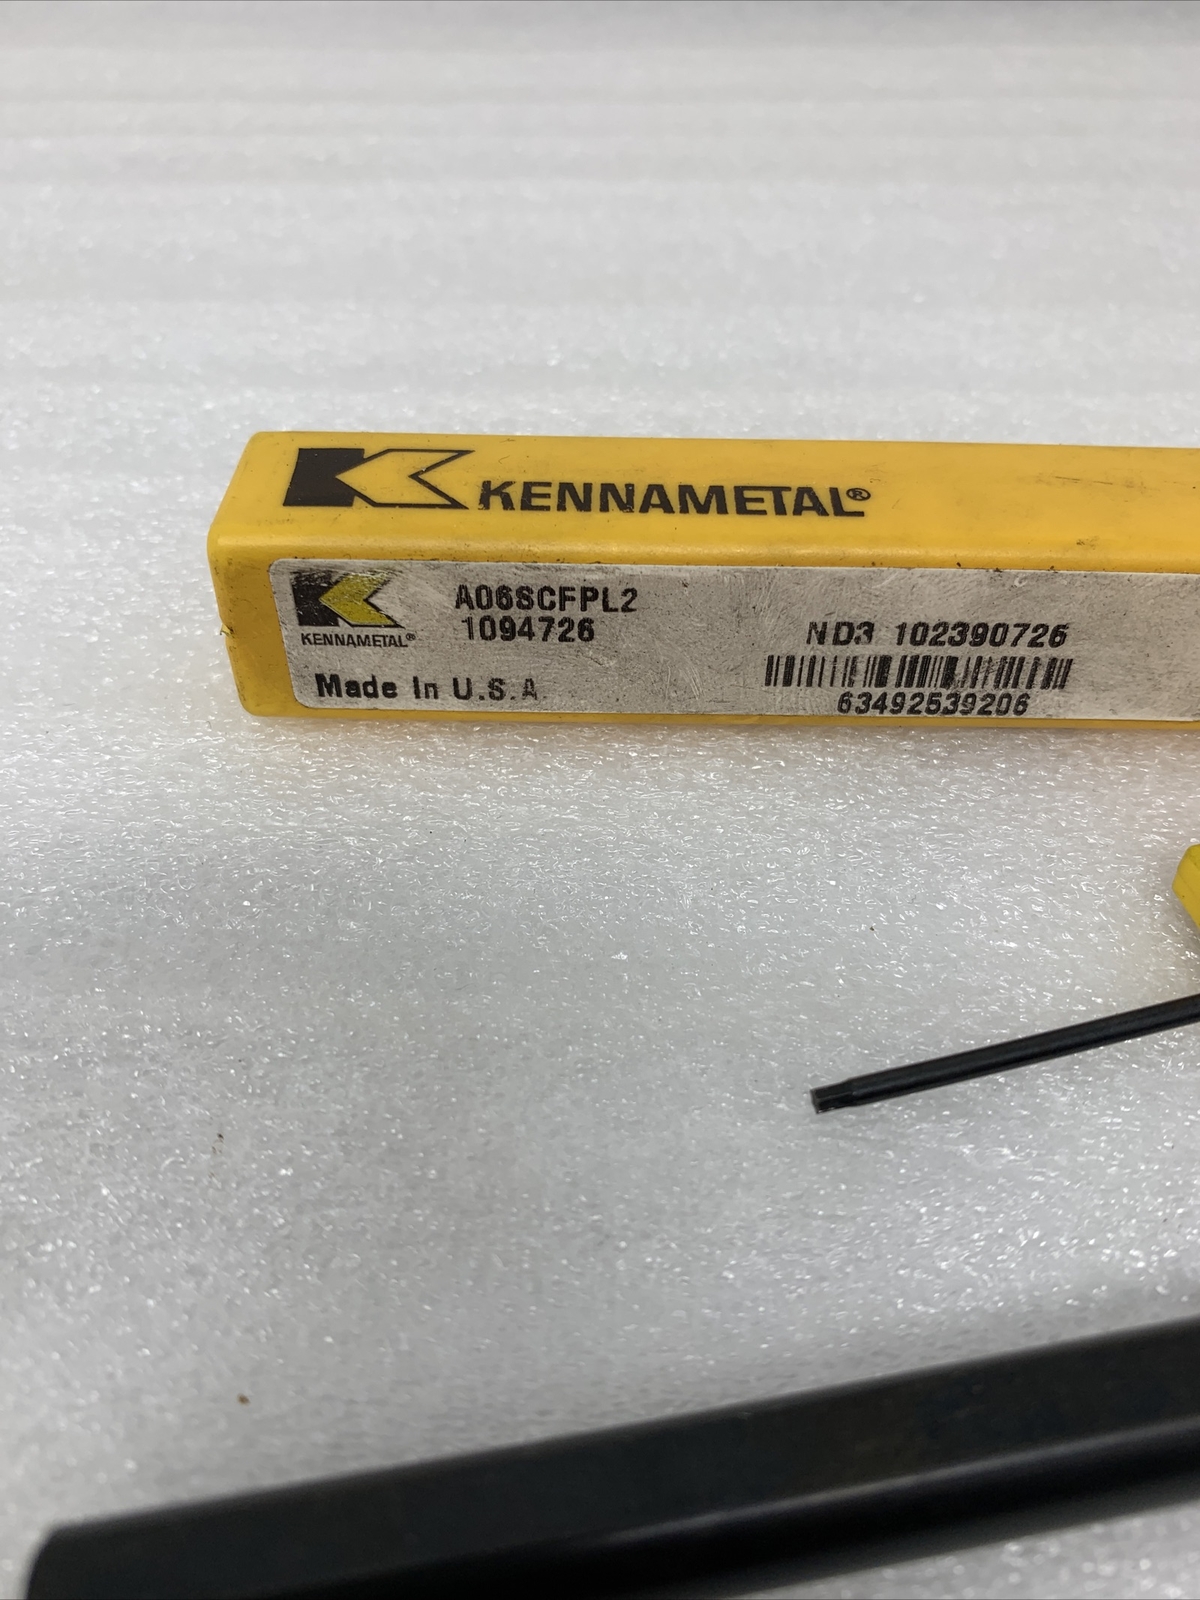 KENNAMETAL®
KENNAMETAL®
A06SCFPL2
1094726
Made In U.S.A.
ND3 102390726
63492539206